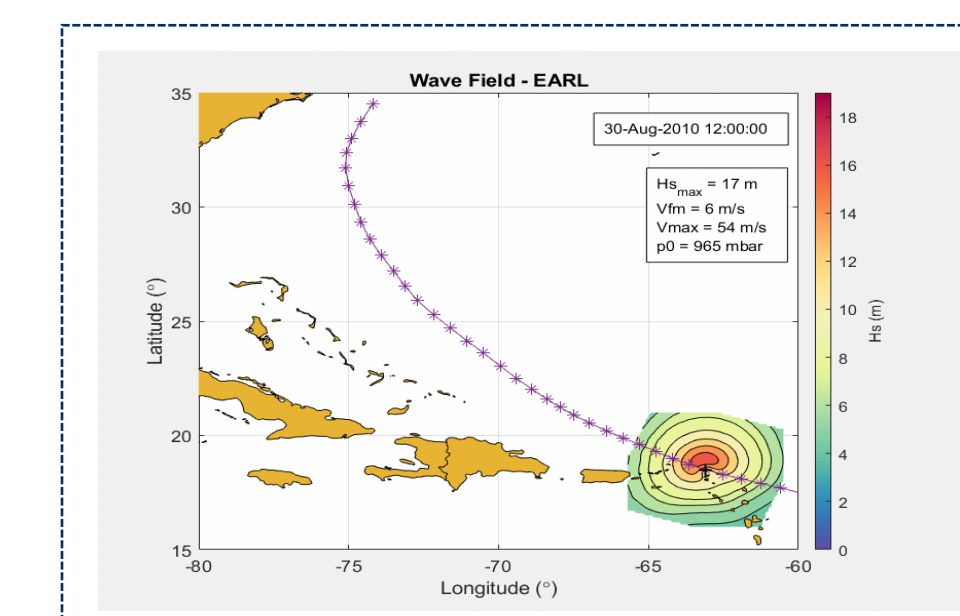 Wave Field - EARL
30-Aug-2010 12:00:00
Hsmax = 17 m
Vfm = 6 m/s
Vmax = 54 m/s
p0 = 965 mbar
35
30
25
20
15
Latitude (°)
-80 -75 -70 -65 -60
Longitude (°)
18
16
14
12
10
8
6
4
2
0
Hs (m)